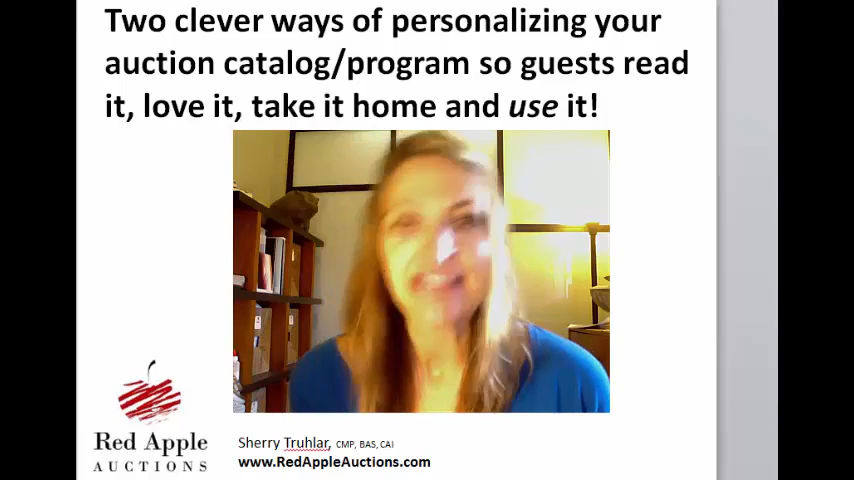 Two clever ways of personalizing your
auction catalog/program so guests read
it, love it, take it home and use it!
Red Apple
AUCTIONS
Sherry Truhlar, CMP, BAS, CAI
www.RedAppleAuctions.com